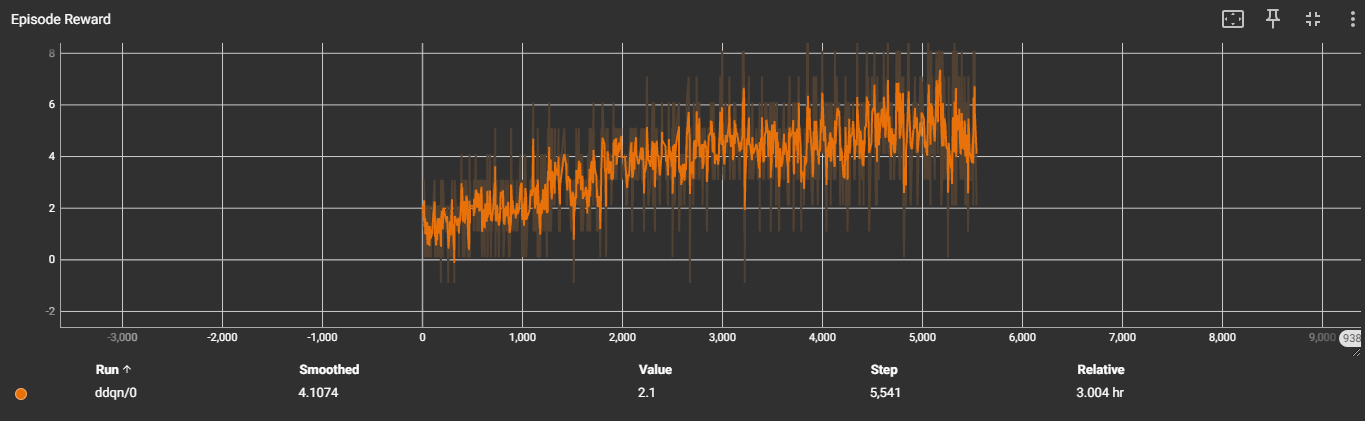 Episode Reward
8
6
4
2
0
-2
-3,000 -2,000 -1,000 0 1,000 2,000 3,000 4,000 5,000 6,000 7,000 8,000 9,000 938
Run ↑ Smoothed Value Step Relative
ddqn/0 4.1074 2.1 5,541 3.004 hr